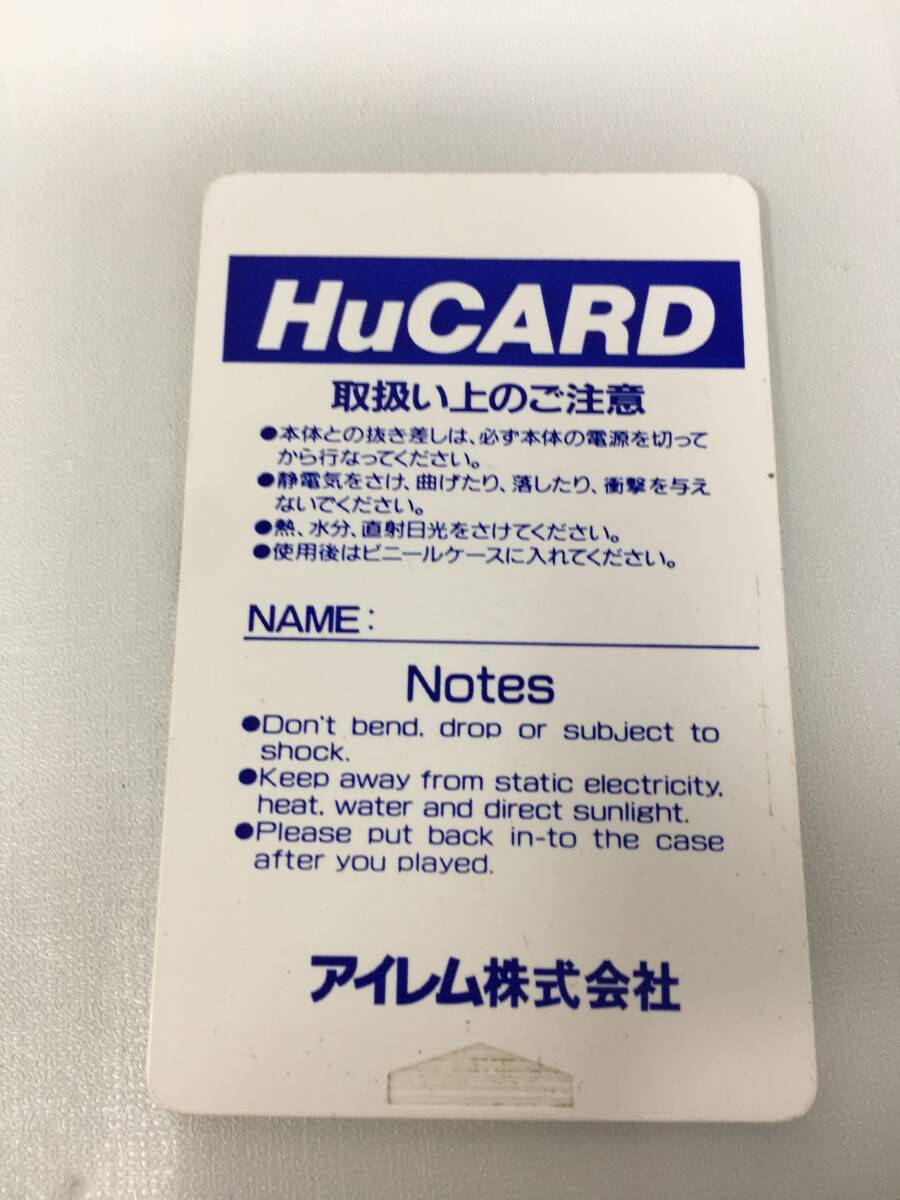 HuCARD
取扱い上のご注意
●本体との抜き差しは、必ず本体の電源を切って
から行なってください。
●静電気をさけ、曲げたり、落したり、衝撃を与え
ないでください。
●熱、水分、直射日光をさけてください。
●使用後はビニールケースに入れてください。
NAME:
Notes
●Don't bend, drop or subject to
shock.
●Keep away from static electricity,
heat, water and direct sunlight.
●Please put back in-to the case
after you played.
アイレム株式会社